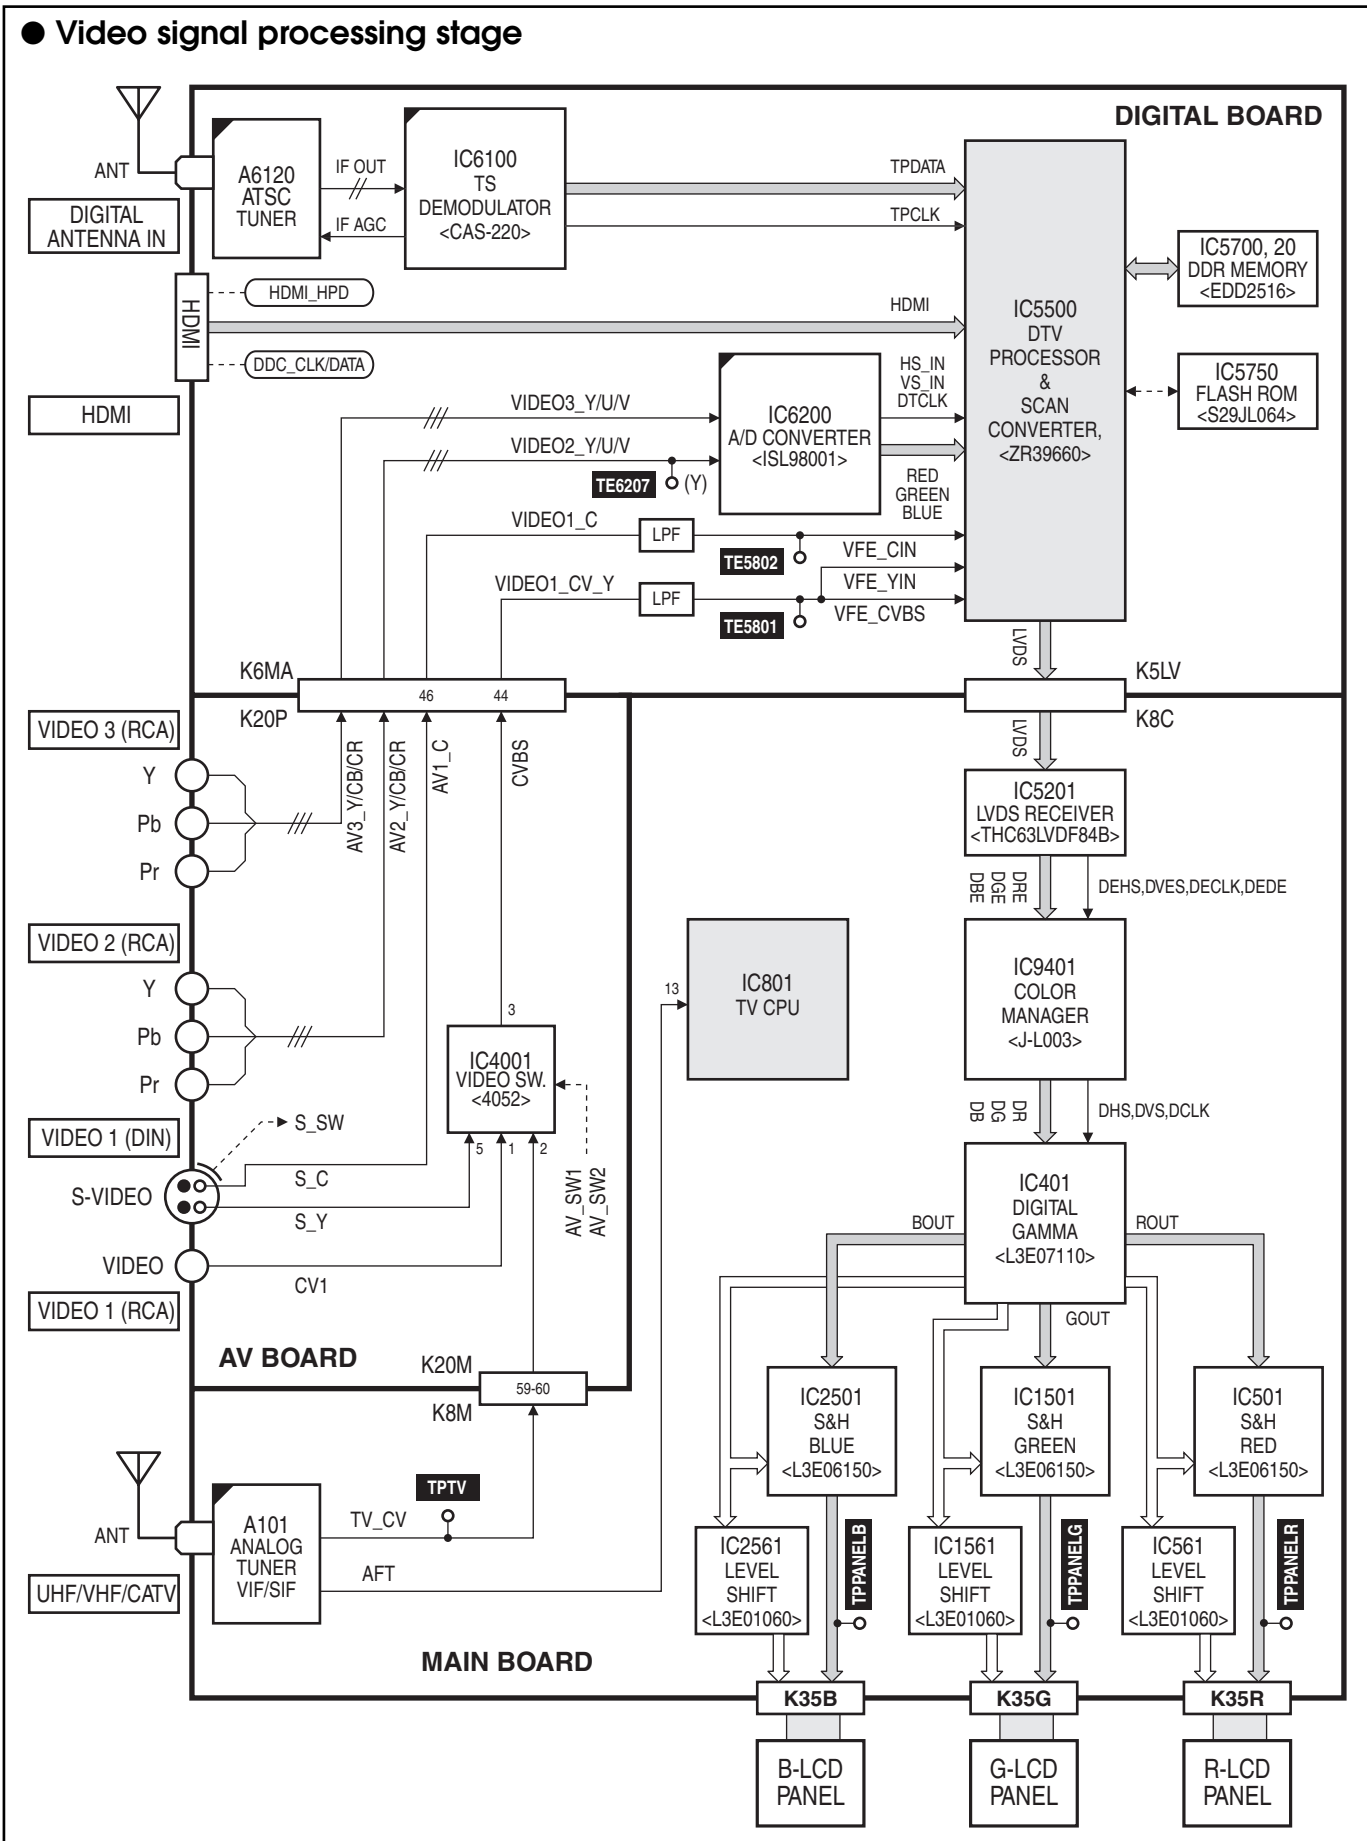 ● Video signal processing stage
DIGITAL BOARD
ANT
DIGITAL
ANTENNA IN
A6120
ATSC
TUNER
IF OUT
IF AGC
IC6100
TS
DEMODULATOR
<CAS-220>
TPDATA
TPCLK
IC5500
DTV
PROCESSOR
&
SCAN
CONVERTER,
<ZR39660>
IC5700, 20
DDR MEMORY
<EDD2516>
IC5750
FLASH ROM
<S29JL064>
HDMI
HDMI_HPD
DDC_CLK/DATA
HDMI
HDMI
VIDEO3_Y/U/V
VIDEO2_Y/U/V
TE6207
(Y)
IC6200
A/D CONVERTER
<ISL98001>
HS_IN
VS_IN
DTCLK
RED
GREEN
BLUE
VIDEO1_C
LPF
TE5802
VFE_CIN
VFE_YIN
VIDEO1_CV_Y
LPF
TE5801
VFE_CVBS
LVDS
K6MA
46
44
K20P
K5LV
K8C
LVDS
VIDEO 3 (RCA)
Y
Pb
Pr
AV3_Y/CB/CR
AV2_Y/CB/CR
AV1_C
CVBS
IC5201
LVDS RECEIVER
<THC63LVDF84B>
DRE
DGE
DBE
DEHS,DVES,DECLK,DEDE
VIDEO 2 (RCA)
Y
Pb
Pr
13
IC801
TV CPU
IC9401
COLOR
MANAGER
<J-L003>
3
IC4001
VIDEO SW.
<4052>
5
1
2
AV_SW1
AV_SW2
DR
DG
DB
DHS,DVS,DCLK
VIDEO 1 (DIN)
S_SW
S-VIDEO
S_C
S_Y
VIDEO
CV1
VIDEO 1 (RCA)
IC401
DIGITAL
GAMMA
<L3E07110>
BOUT
ROUT
GOUT
AV BOARD
K20M
59-60
K8M
IC2501
S&H
BLUE
<L3E06150>
IC1501
S&H
GREEN
<L3E06150>
IC501
S&H
RED
<L3E06150>
ANT
UHF/VHF/CATV
A101
ANALOG
TUNER
VIF/SIF
TV_CV
TPTV
AFT
IC2561
LEVEL
SHIFT
<L3E01060>
TPPANELB
IC1561
LEVEL
SHIFT
<L3E01060>
TPPANELG
IC561
LEVEL
SHIFT
<L3E01060>
TPPANELR
MAIN BOARD
K35B
K35G
K35R
B-LCD
PANEL
G-LCD
PANEL
R-LCD
PANEL